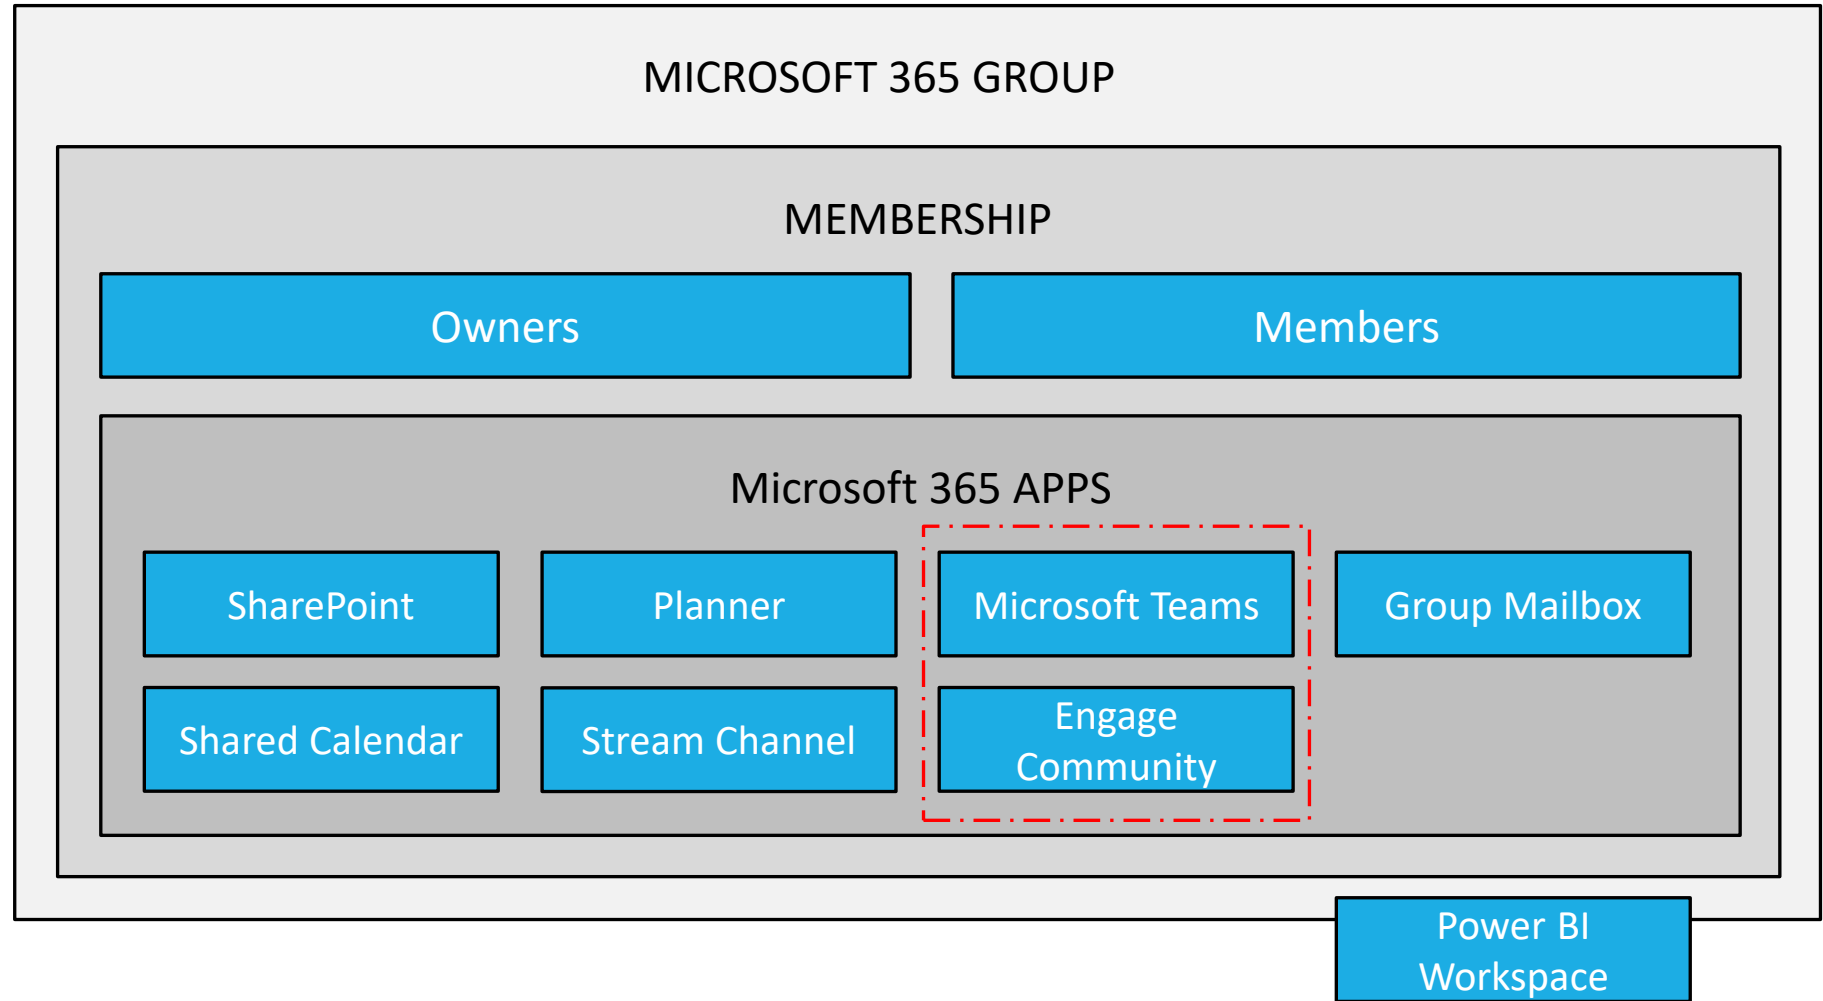 MICROSOFT 365 GROUP
MEMBERSHIP
Owners
Members
Microsoft 365 APPS
SharePoint
Planner
Microsoft Teams
Group Mailbox
Shared Calendar
Stream Channel
Engage
Community
Power BI
Workspace